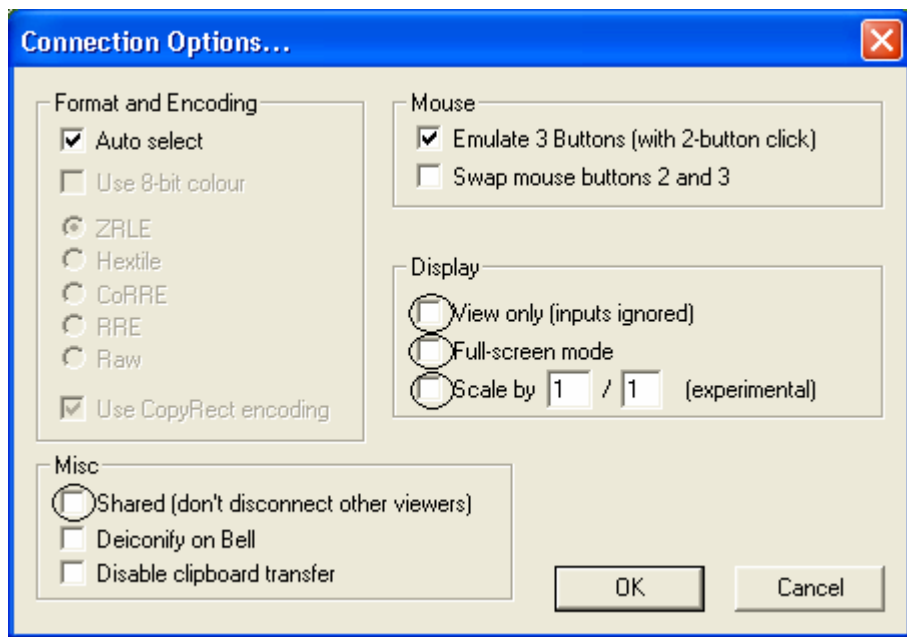 Connection Options...
Format and Encoding
Auto select
Use 8-bit colour
ZRLE
Hextile
CoRRE
RRE
Raw
Use CopyRect encoding
Mouse
Emulate 3 Buttons (with 2-button click)
Swap mouse buttons 2 and 3
Display
View only (inputs ignored)
Full-screen mode
Scale by 1 / 1 (experimental)
Misc
Shared (don't disconnect other viewers)
Deiconify on Bell
Disable clipboard transfer
OK Cancel